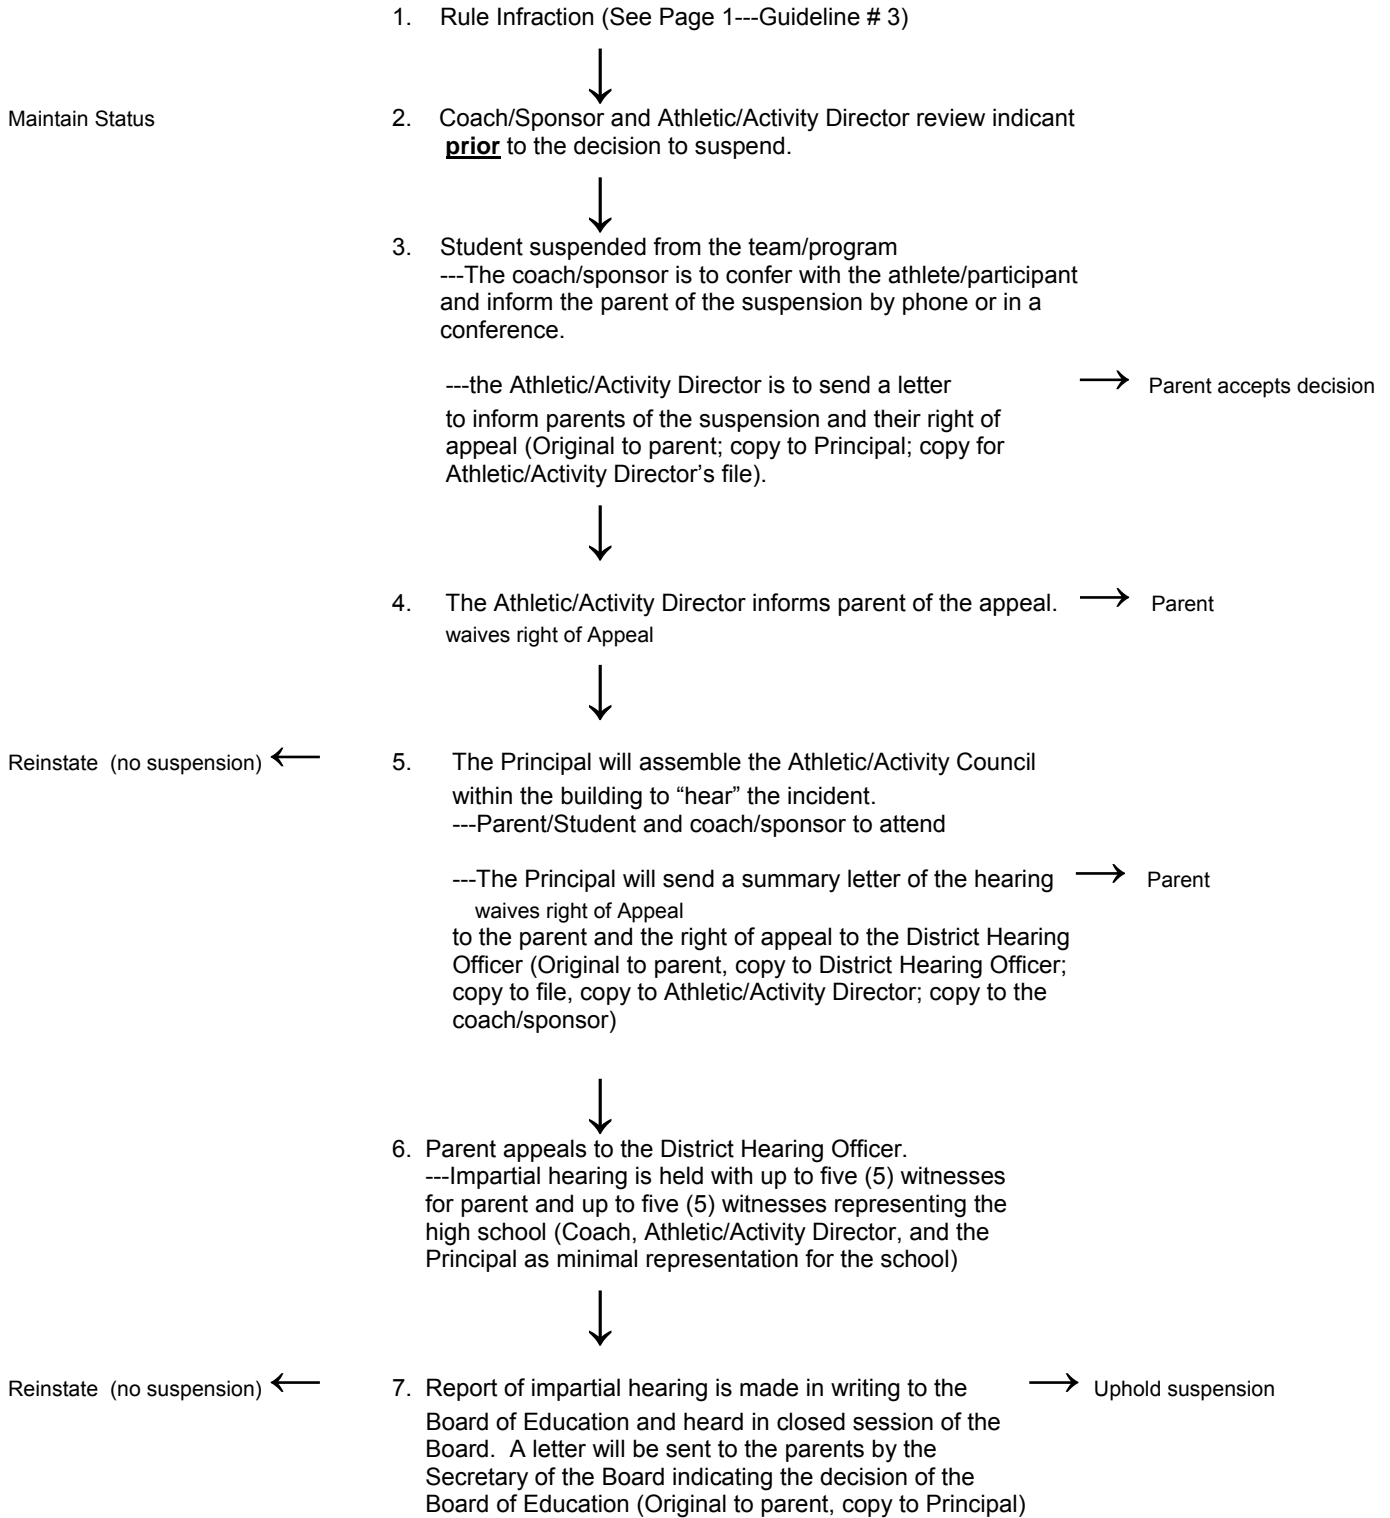 1. Rule Infraction (See Page 1---Guideline # 3)
Maintain Status
2. Coach/Sponsor and Athletic/Activity Director review indicant
prior to the decision to suspend.
3. Student suspended from the team/program
---The coach/sponsor is to confer with the athlete/participant
and inform the parent of the suspension by phone or in a
conference.
---the Athletic/Activity Director is to send a letter → Parent accepts decision
to inform parents of the suspension and their right of
appeal (Original to parent; copy to Principal; copy for
Athletic/Activity Director’s file).
4. The Athletic/Activity Director informs parent of the appeal. → Parent
waives right of Appeal
Reinstate (no suspension) ←
5. The Principal will assemble the Athletic/Activity Council
within the building to “hear” the incident.
---Parent/Student and coach/sponsor to attend
---The Principal will send a summary letter of the hearing → Parent
waives right of Appeal
to the parent and the right of appeal to the District Hearing
Officer (Original to parent, copy to District Hearing Officer;
copy to file, copy to Athletic/Activity Director; copy to the
coach/sponsor)
6. Parent appeals to the District Hearing Officer.
---Impartial hearing is held with up to five (5) witnesses
for parent and up to five (5) witnesses representing the
high school (Coach, Athletic/Activity Director, and the
Principal as minimal representation for the school)
Reinstate (no suspension) ←
7. Report of impartial hearing is made in writing to the → Uphold suspension
Board of Education and heard in closed session of the
Board. A letter will be sent to the parents by the
Secretary of the Board indicating the decision of the
Board of Education (Original to parent, copy to Principal)